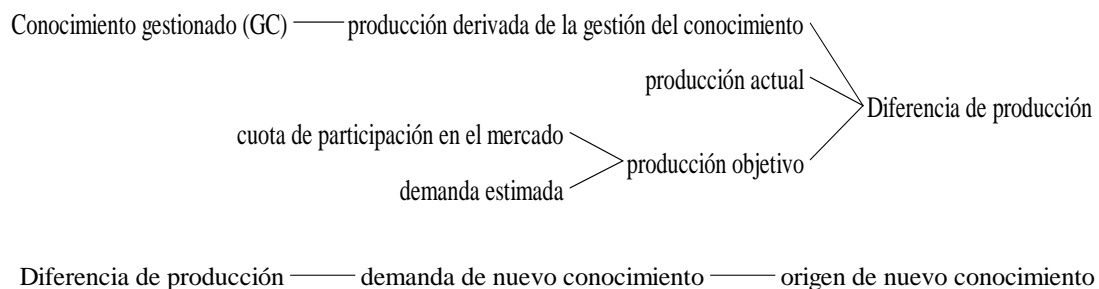 Conocimiento gestionado (GC) producción derivada de la gestión del conocimiento
producción actual
Diferencia de producción
cuota de participación en el mercado
producción objetivo
demanda estimada
Diferencia de producción demanda de nuevo conocimiento origen de nuevo conocimiento